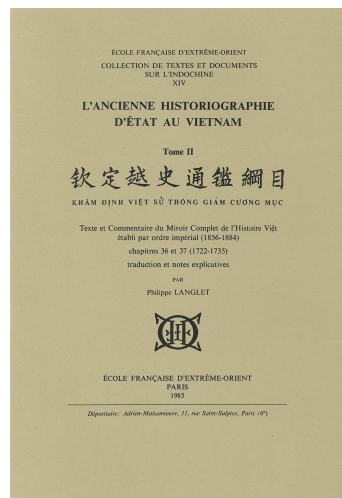 ÉCOLE FRANÇAISE D'EXTRÊME-ORIENT
COLLECTION DE TEXTES ET DOCUMENTS
SUR L'INDOCHINE
XIV
L'ANCIENNE HISTORIOGRAPHIE
D'ÉTAT AU VIETNAM
Tome II
钦定越史通鑑綱目
KHÂM ĐỊNH VIỆT SỬ THÔNG GIÁM CƯƠNG MỤC
Texte et Commentaire du Miroir Complet de l'Histoire Việt
établi par ordre impérial (1856-1884)
chapitres 36 et 37 (1722-1735)
traduction et notes explicatives
PAR
Philippe LANGLET
ÉCOLE FRANÇAISE D'EXTRÊME-ORIENT
PARIS
1985
Dépositaire: Adrien-Maisonneuve, 11, rue Saint-Sulpice, Paris (6ᵉ)